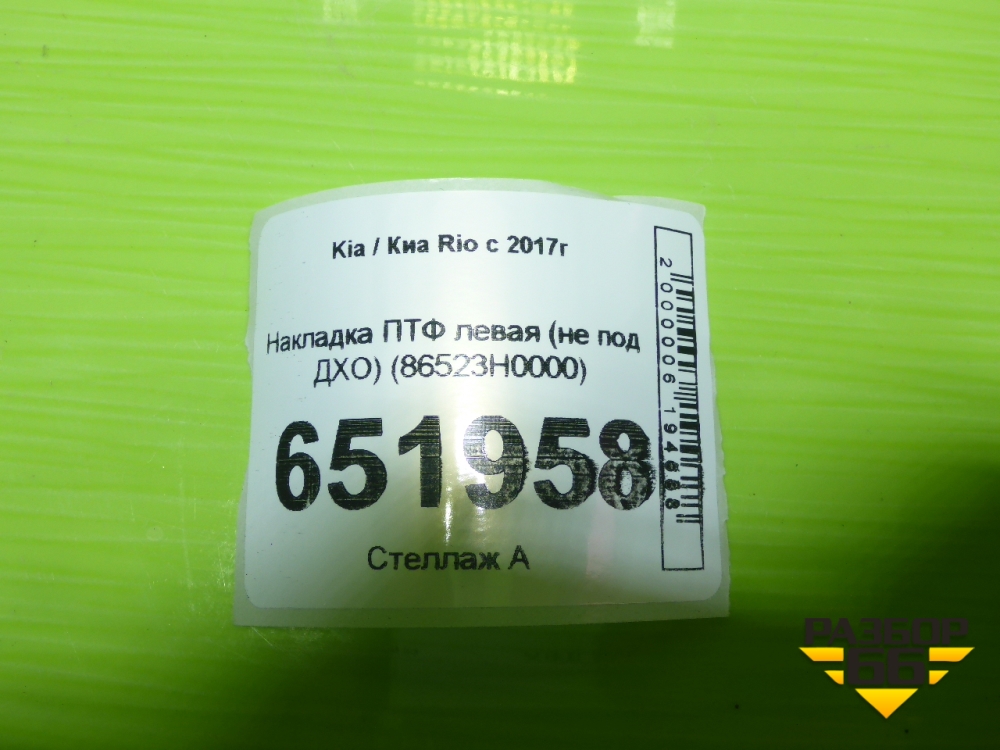 Kia / Киа Rio с 2017г
Накладка ПТФ левая (не под
ДХО) (86523H0000)
651958
Стеллаж А
РАЗБОР
66